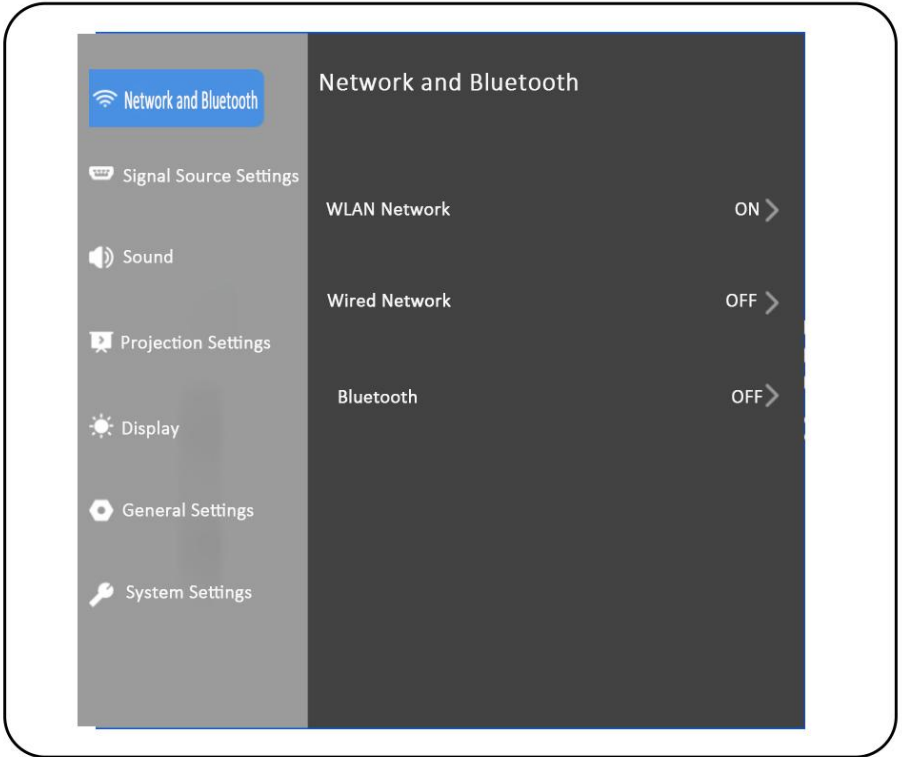 Network and Bluetooth
Signal Source Settings
Sound
Projection Settings
Display
General Settings
System Settings
Network and Bluetooth
WLAN Network ON
Wired Network OFF
Bluetooth OFF